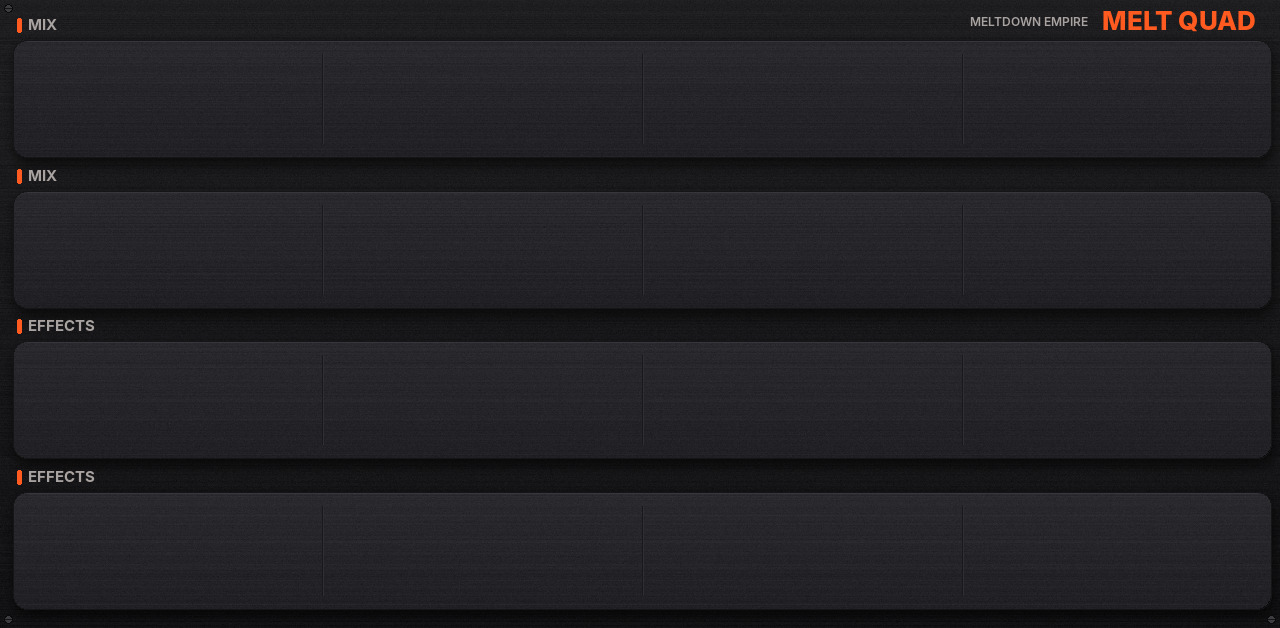 MIX
MELTDOWN EMPIRE MELT QUAD
MIX
EFFECTS
EFFECTS